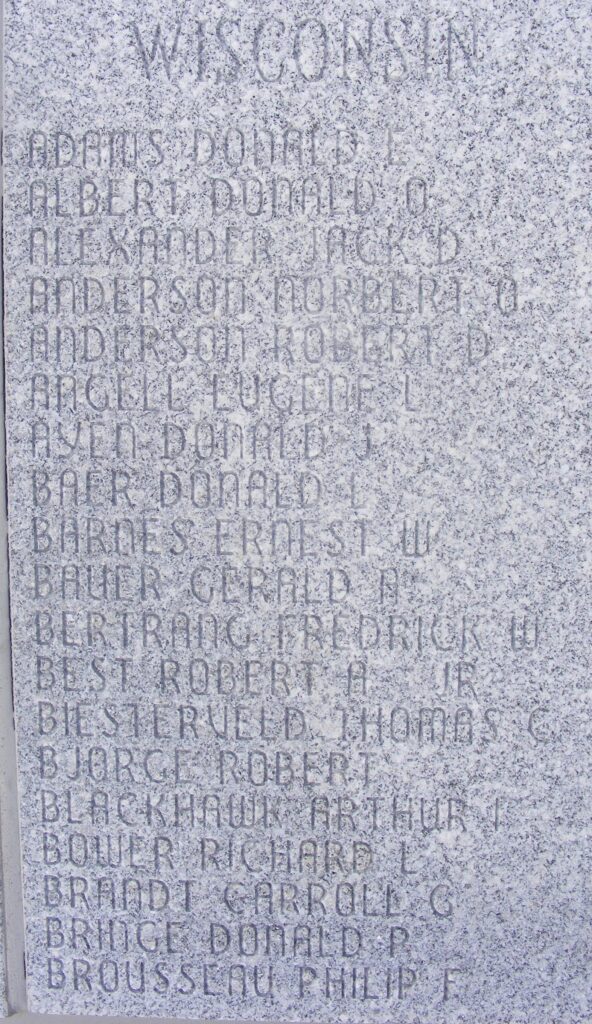 WISCONSIN
ADAMS DONALD E
ALBERT DONALD O
ALEXANDER JACK D
ANDERSON NORBERT O
ANDERSON ROBERT D
ANGELL EUGENE L
AYEN DONALD J
BAER DONALD L
BARNES ERNEST W
BAUER GERALD A
BERTRANG FREDRICK W
BEST ROBERT A JR
BIESTERVELD THOMAS C
BJORGE ROBERT
BLACKHAWK ARTHUR I
BOWER RICHARD L
BRANDT CARROLL G
BRINGE DONALD P
BROUSSEAU PHILIP F